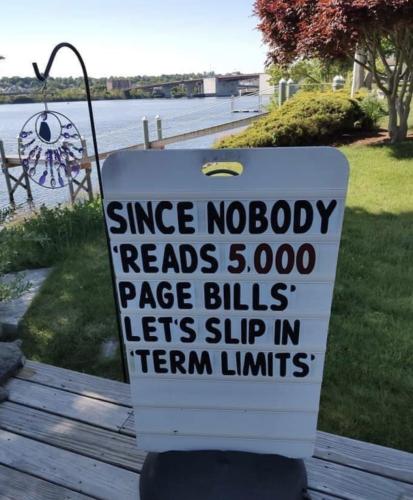 SINCE NOBODY
'READS 5,000
PAGE BILLS'
LET'S SLIP IN
'TERM LIMITS'